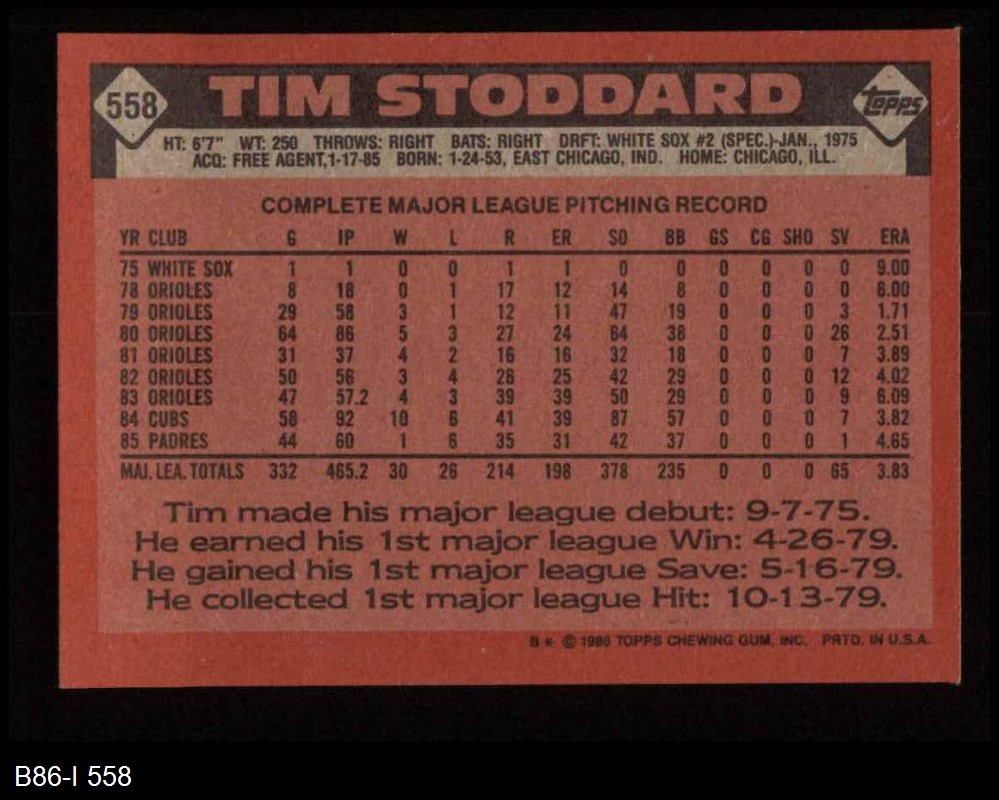 558 TIM STODDARD Topps
HT: 6'7" WT: 250 THROWS: RIGHT BATS: RIGHT DRFT: WHITE SOX #2 (SPEC.)-JAN., 1975
ACQ: FREE AGENT,1-17-85 BORN: 1-24-53, EAST CHICAGO, IND. HOME: CHICAGO, ILL.
COMPLETE MAJOR LEAGUE PITCHING RECORD
YR CLUB G IP W L R ER SO BB GS CG SHO SV ERA
75 WHITE SOX 1 1 0 0 1 1 0 0 0 0 0 0 9.00
78 ORIOLES 8 18 0 1 17 12 14 8 0 0 0 0 6.00
79 ORIOLES 29 58 3 1 12 11 47 19 0 0 0 3 1.71
80 ORIOLES 64 86 5 3 27 24 64 38 0 0 0 26 2.51
81 ORIOLES 31 37 4 2 16 16 32 18 0 0 0 7 3.89
82 ORIOLES 50 56 3 4 26 25 42 29 0 0 0 12 4.02
83 ORIOLES 47 57.2 4 3 39 39 50 29 0 0 0 9 6.09
84 CUBS 58 92 10 6 41 39 87 57 0 0 0 7 3.82
85 PADRES 44 60 1 6 35 31 42 37 0 0 0 1 4.65
MAJ. LEA. TOTALS 332 465.2 30 26 214 198 378 235 0 0 0 65 3.83
Tim made his major league debut: 9-7-75.
He earned his 1st major league Win: 4-26-79.
He gained his 1st major league Save: 5-16-79.
He collected 1st major league Hit: 10-13-79.
B * © 1986 TOPPS CHEWING GUM, INC. PRTD. IN U.S.A.
B86-I 558